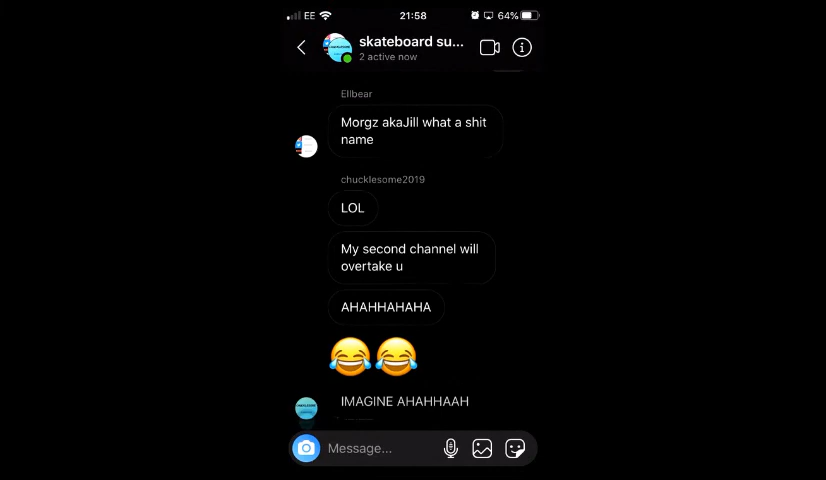 EE 21:58 64%
skateboard su...
2 active now
Ellbear
Morgz akaJill what a shit
name
chucklesome2019
LOL
My second channel will
overtake u
AHAHHAHAHA
IMAGINE AHAHHAAH
Message...